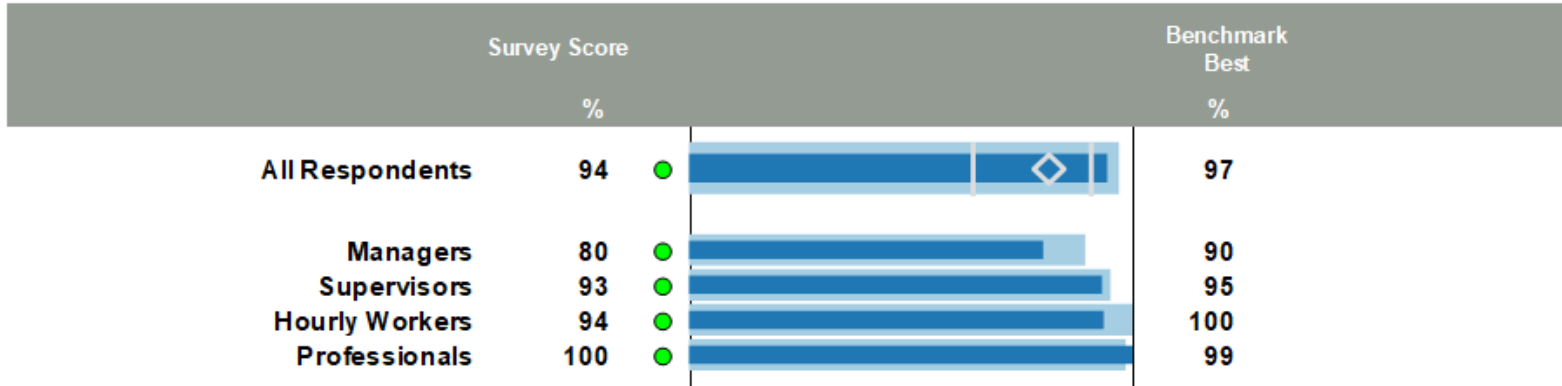 Survey Score
Benchmark
Best
% %
All Respondents 94 97
Managers 80 90
Supervisors 93 95
Hourly Workers 94 100
Professionals 100 99